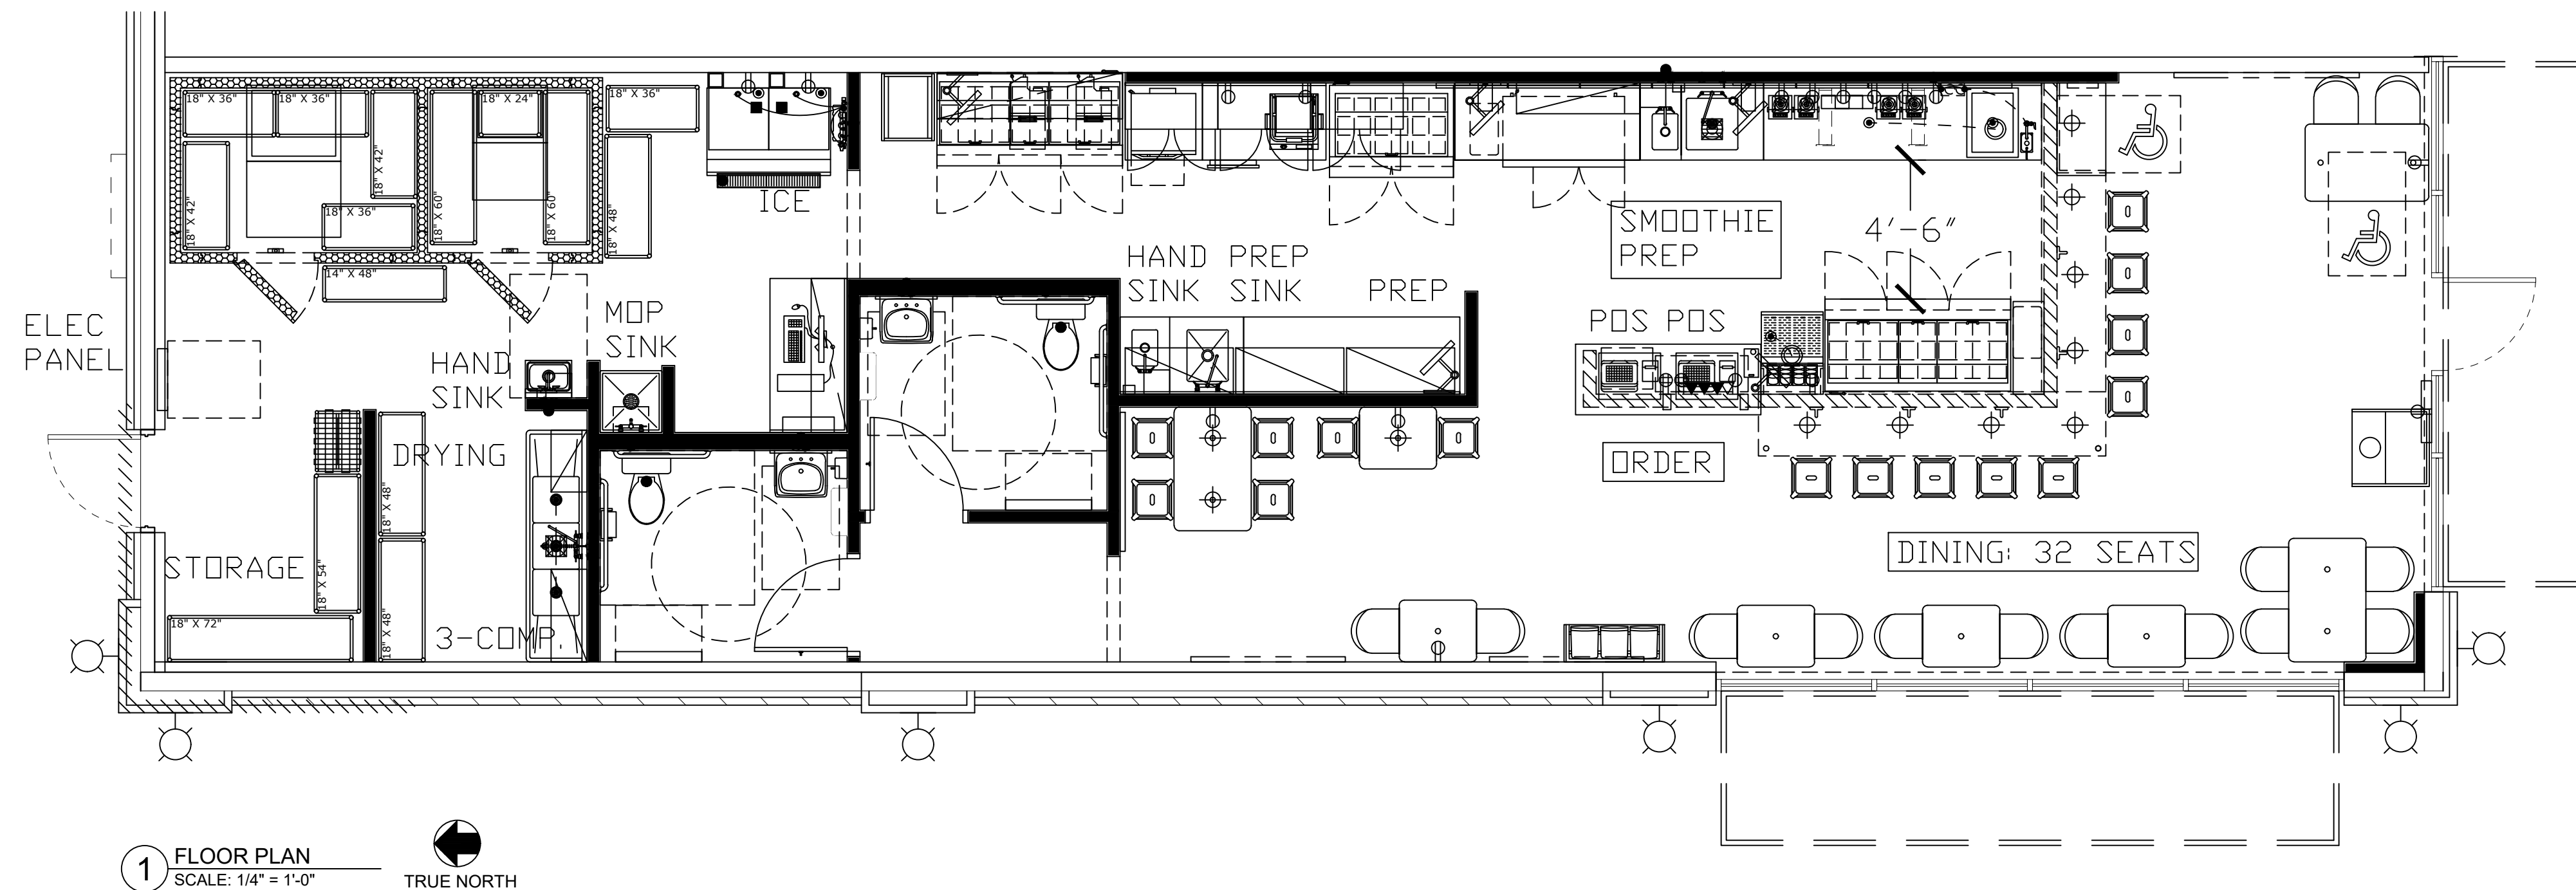 18" X 36"
18" X 36"
18" X 24"
18" X 36"
18" X 42"
18" X 42"
18" X 36"
18" X 60"
18" X 60"
18" X 48"
14" X 48"
ICE
SMOOTHIE
PREP
4'-6"
HAND
SINK
PREP
SINK
PREP
ELEC
PANEL
MOP
SINK
HAND
SINK
POS
POS
DRYING
18" X 48"
ORDER
STORAGE
18" X 54"
18" X 48"
18" X 72"
3-COMP.
DINING: 32 SEATS
1
FLOOR PLAN
SCALE: 1/4" = 1'-0"
TRUE NORTH